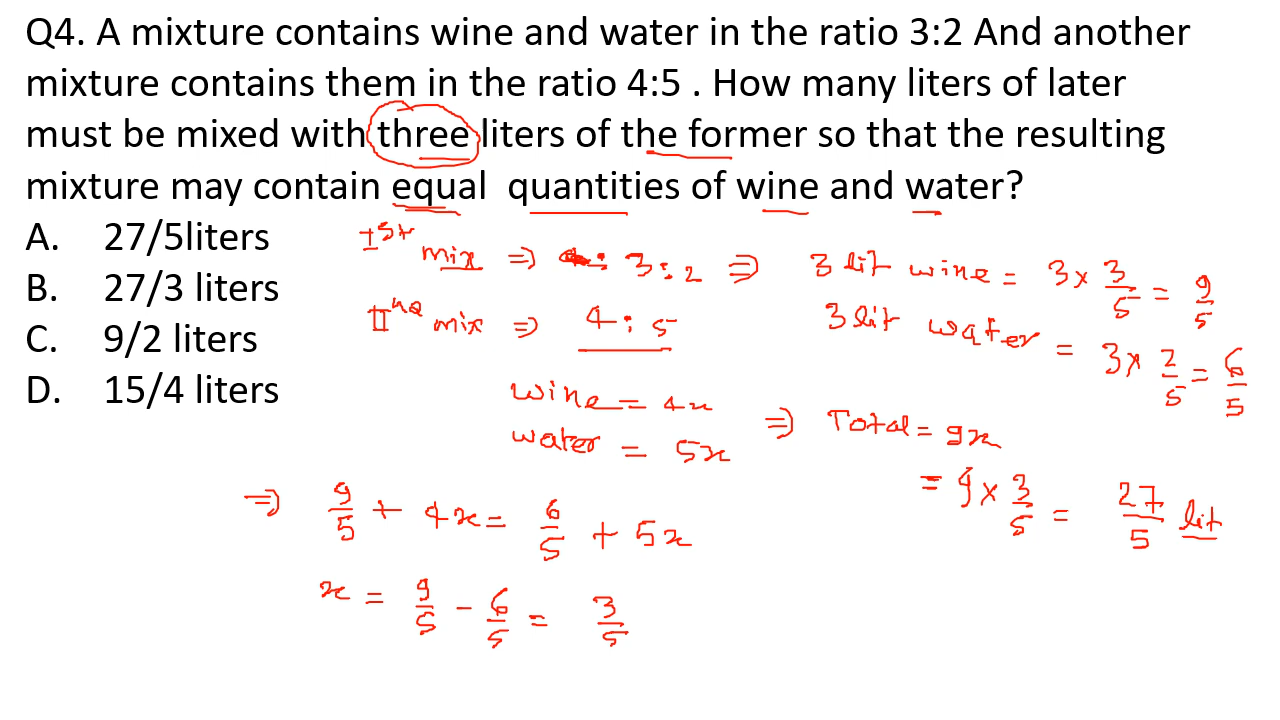 Q4. A mixture contains wine and water in the ratio 3:2 And another
mixture contains them in the ratio 4:5 . How many liters of later
must be mixed with three liters of the former so that the resulting
mixture may contain equal quantities of wine and water?
A. 27/5liters
B. 27/3 liters
C. 9/2 liters
D. 15/4 liters
Ist mix ⇒ 3:2 ⇒ 3 lit wine = 3 × 3/5 = 9/5
IInd mix ⇒ 4:5
3 lit water = 3 × 2/5 = 6/5
wine = 4x
water = 5x
⇒ Total = 9x
= 9 × 3/5 = 27/5 lit
⇒ 9/5 + 4x = 6/5 + 5x
x = 9/5 - 6/5 = 3/5